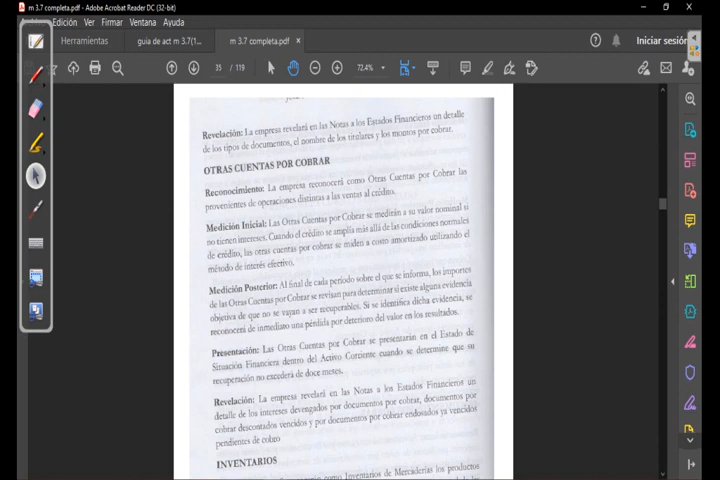 m 3.7 completa.pdf - Adobe Acrobat Reader DC (32-bit)
Edición Ver Firmar Ventana Ayuda
Herramientas guia de act m 3.7(1... m 3.7 completa.pdf × Iniciar sesión
35 / 119 72.4%
Revelación: La empresa revelará en las Notas a los Estados Financieros un detalle
de los tipos de documentos, el nombre de los titulares y los montos por cobrar.
OTRAS CUENTAS POR COBRAR
Reconocimiento: La empresa reconocerá como Otras Cuentas por Cobrar las
provenientes de operaciones distintas a las ventas al crédito.
Medición Inicial: Las Otras Cuentas por Cobrar se medirán a su valor nominal si
no tienen intereses. Cuando el crédito se amplía más allá de las condiciones normales
de crédito, las otras cuentas por cobrar se miden a costo amortizado utilizando el
método de interés efectivo.
Medición Posterior: Al final de cada período sobre el que se informa, los importes
de las Otras Cuentas por Cobrar se revisan para determinar si existe alguna evidencia
objetiva de que no se vayan a ser recuperables. Si se identifica dicha evidencia, se
reconocerá de inmediato una pérdida por deterioro del valor en los resultados.
Presentación: Las Otras Cuentas por Cobrar se presentarán en el Estado de
Situación Financiera dentro del Activo Corriente cuando se determine que su
recuperación no excederá de doce meses.
Revelación: La empresa revelará en las Notas a los Estados Financieros un
detalle de los intereses devengados por documentos por cobrar, documentos por
cobrar descontados vencidos y por documentos por cobrar endosados ya vencidos
pendientes de cobro
INVENTARIOS
como Inventarios de Mercaderías los productos